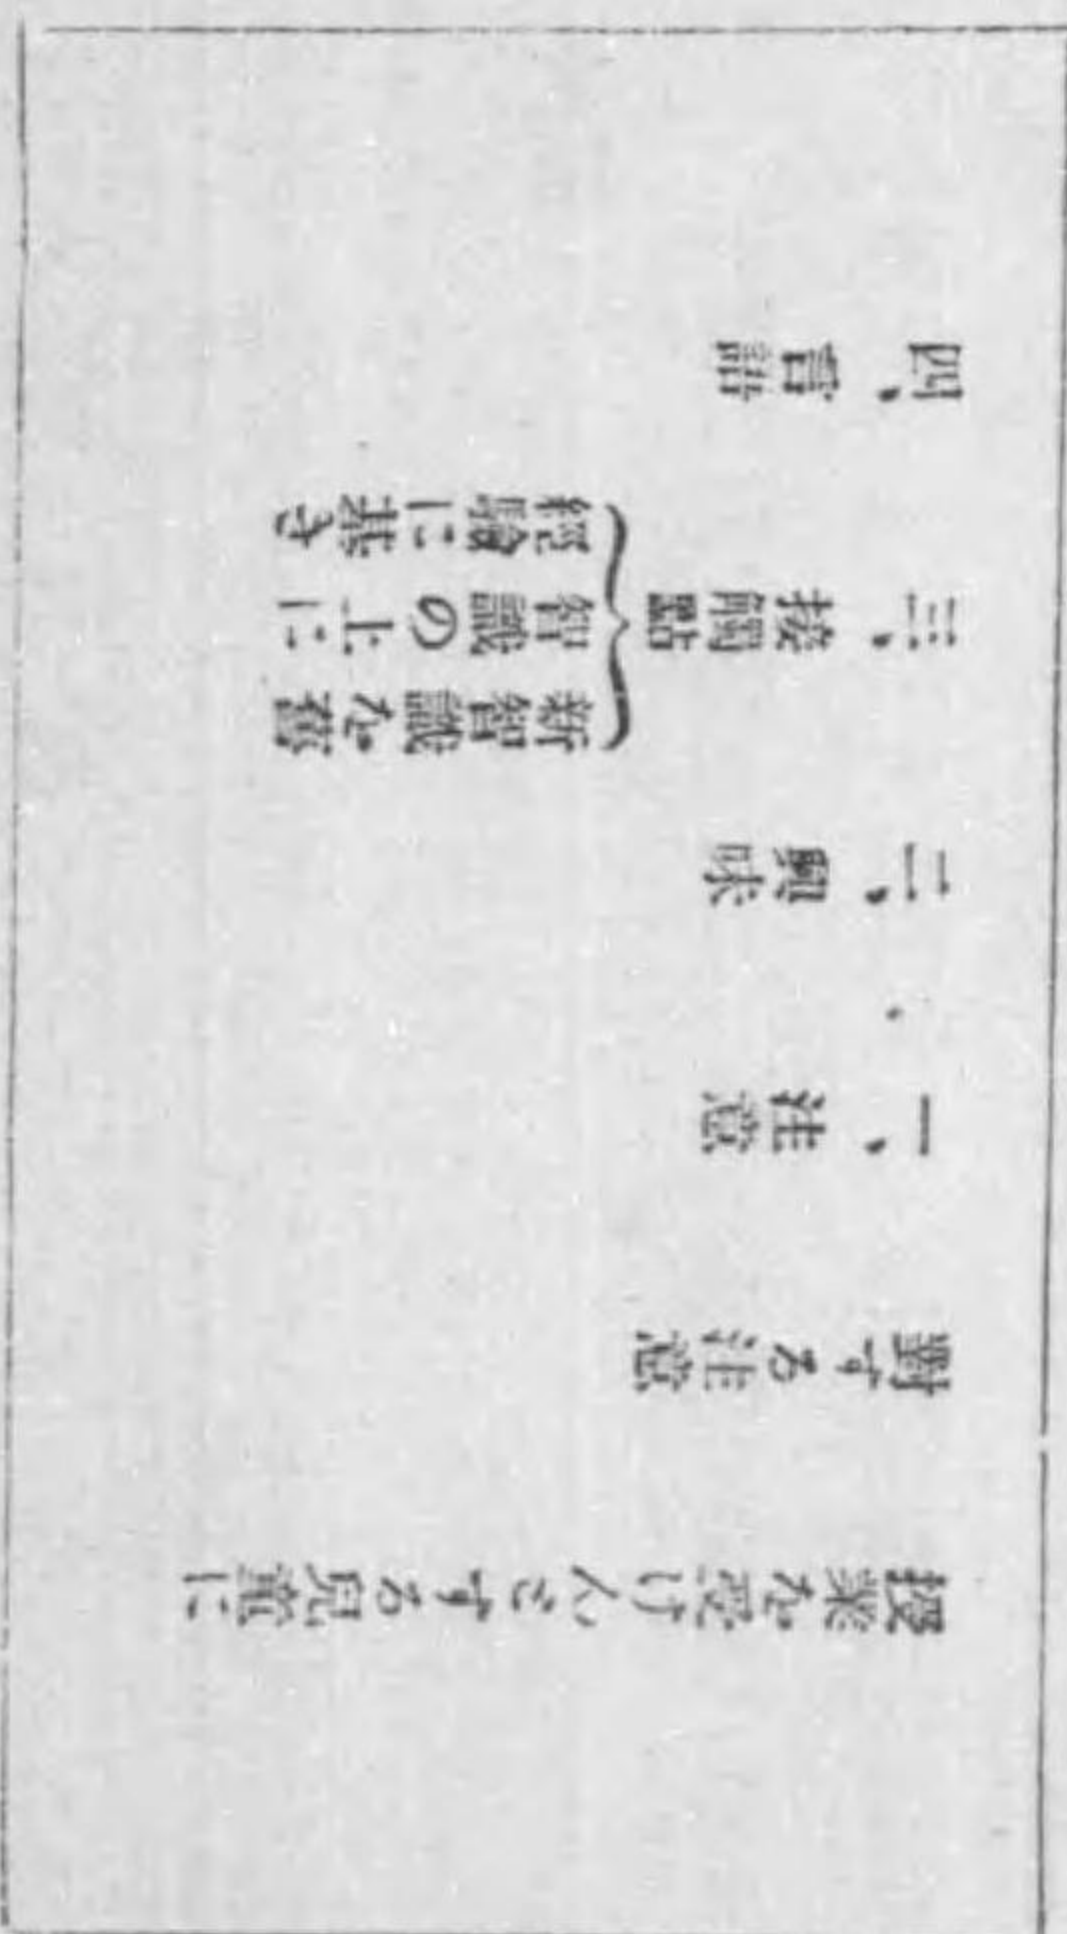 授業を受けんとする兒童に
對する注意
一、注意
二、興味
三、接觸點
新智識を舊
智識の上に
經驗に基き
四、言語